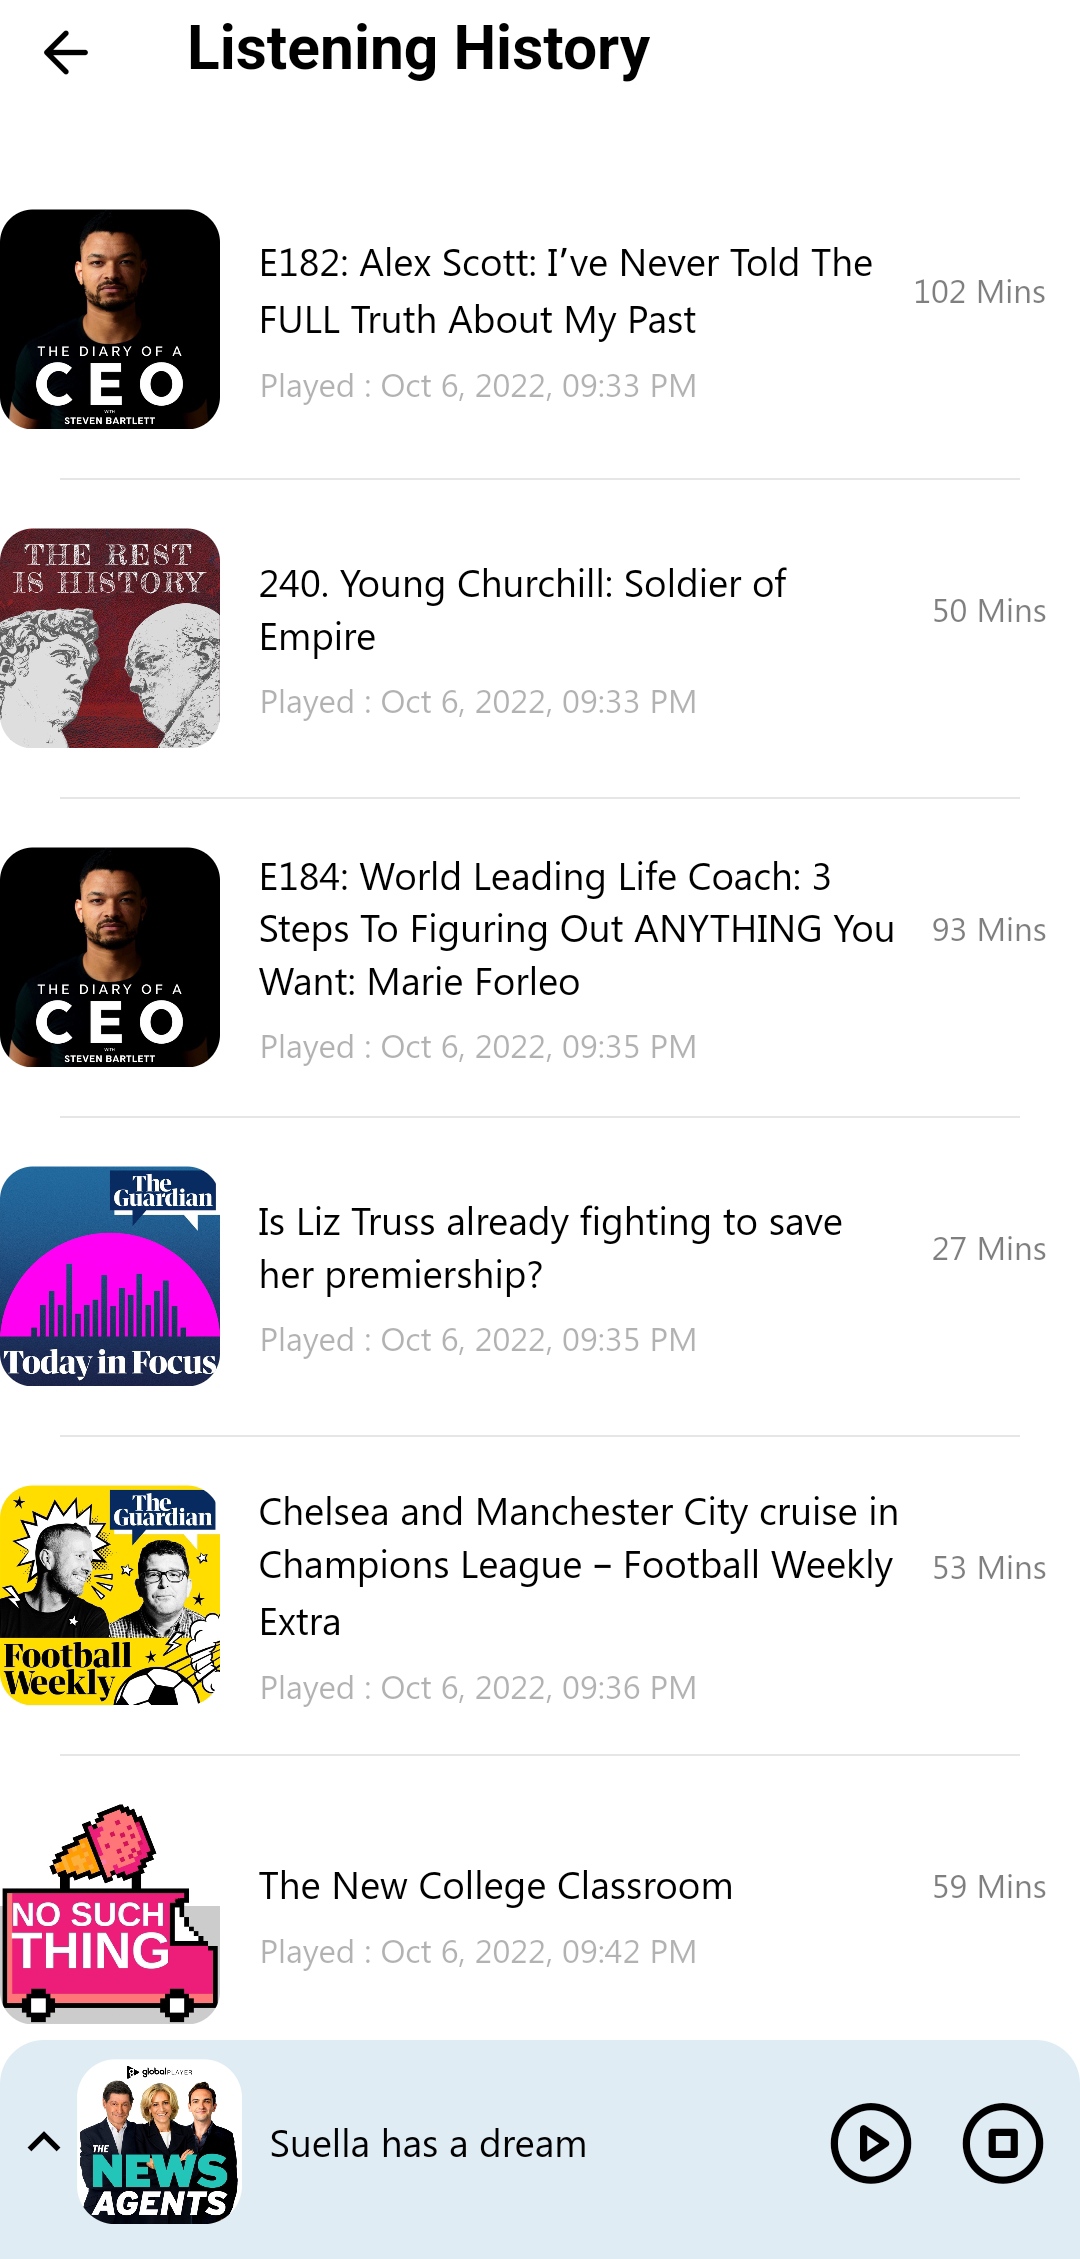 Listening History
THE DIARY OF A
CEO
WITH
STEVEN BARTLETT
E182: Alex Scott: I’ve Never Told The
FULL Truth About My Past
Played : Oct 6, 2022, 09:33 PM
102 Mins
THE REST
IS HISTORY
240. Young Churchill: Soldier of
Empire
Played : Oct 6, 2022, 09:33 PM
50 Mins
THE DIARY OF A
CEO
WITH
STEVEN BARTLETT
E184: World Leading Life Coach: 3
Steps To Figuring Out ANYTHING You
Want: Marie Forleo
Played : Oct 6, 2022, 09:35 PM
93 Mins
The
Guardian
Today in Focus
Is Liz Truss already fighting to save
her premiership?
Played : Oct 6, 2022, 09:35 PM
27 Mins
The
Guardian
Football
Weekly
Chelsea and Manchester City cruise in
Champions League – Football Weekly
Extra
Played : Oct 6, 2022, 09:36 PM
53 Mins
NO SUCH
THING
The New College Classroom
Played : Oct 6, 2022, 09:42 PM
59 Mins
global PLAYER
THE
NEWS
AGENTS
Suella has a dream